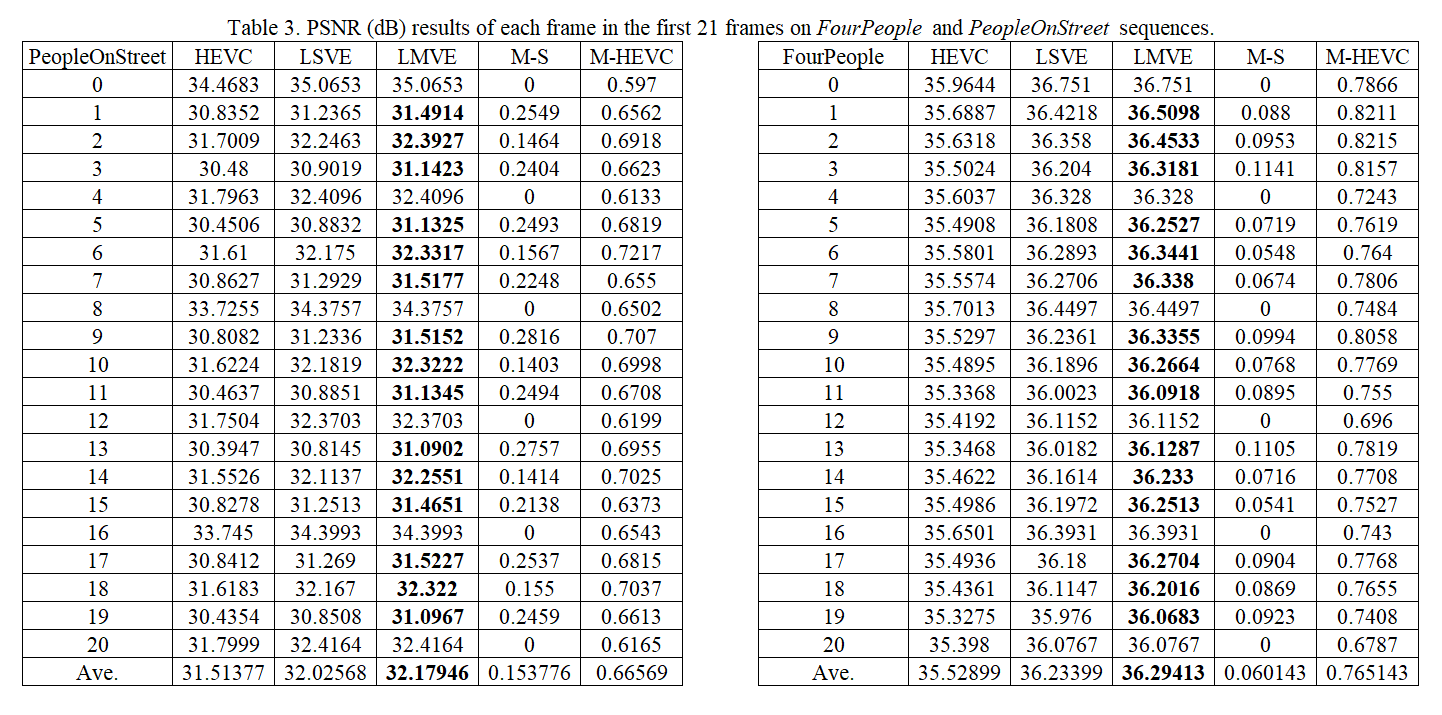 Table 3. PSNR (dB) results of each frame in the first 21 frames on FourPeople and PeopleOnStreet sequences.
PeopleOnStreet HEVC LSVE LMVE M-S M-HEVC
0 34.4683 35.0653 35.0653 0 0.597
1 30.8352 31.2365 31.4914 0.2549 0.6562
2 31.7009 32.2463 32.3927 0.1464 0.6918
3 30.48 30.9019 31.1423 0.2404 0.6623
4 31.7963 32.4096 32.4096 0 0.6133
5 30.4506 30.8832 31.1325 0.2493 0.6819
6 31.61 32.175 32.3317 0.1567 0.7217
7 30.8627 31.2929 31.5177 0.2248 0.655
8 33.7255 34.3757 34.3757 0 0.6502
9 30.8082 31.2336 31.5152 0.2816 0.707
10 31.6224 32.1819 32.3222 0.1403 0.6998
11 30.4637 30.8851 31.1345 0.2494 0.6708
12 31.7504 32.3703 32.3703 0 0.6199
13 30.3947 30.8145 31.0902 0.2757 0.6955
14 31.5526 32.1137 32.2551 0.1414 0.7025
15 30.8278 31.2513 31.4651 0.2138 0.6373
16 33.745 34.3993 34.3993 0 0.6543
17 30.8412 31.269 31.5227 0.2537 0.6815
18 31.6183 32.167 32.322 0.155 0.7037
19 30.4354 30.8508 31.0967 0.2459 0.6613
20 31.7999 32.4164 32.4164 0 0.6165
Ave. 31.51377 32.02568 32.17946 0.153776 0.66569
FourPeople HEVC LSVE LMVE M-S M-HEVC
0 35.9644 36.751 36.751 0 0.7866
1 35.6887 36.4218 36.5098 0.088 0.8211
2 35.6318 36.358 36.4533 0.0953 0.8215
3 35.5024 36.204 36.3181 0.1141 0.8157
4 35.6037 36.328 36.328 0 0.7243
5 35.4908 36.1808 36.2527 0.0719 0.7619
6 35.5801 36.2893 36.3441 0.0548 0.764
7 35.5574 36.2706 36.338 0.0674 0.7806
8 35.7013 36.4497 36.4497 0 0.7484
9 35.5297 36.2361 36.3355 0.0994 0.8058
10 35.4895 36.1896 36.2664 0.0768 0.7769
11 35.3368 36.0023 36.0918 0.0895 0.755
12 35.4192 36.1152 36.1152 0 0.696
13 35.3468 36.0182 36.1287 0.1105 0.7819
14 35.4622 36.1614 36.233 0.0716 0.7708
15 35.4986 36.1972 36.2513 0.0541 0.7527
16 35.6501 36.3931 36.3931 0 0.743
17 35.4936 36.18 36.2704 0.0904 0.7768
18 35.4361 36.1147 36.2016 0.0869 0.7655
19 35.3275 35.976 36.0683 0.0923 0.7408
20 35.398 36.0767 36.0767 0 0.6787
Ave. 35.52899 36.23399 36.29413 0.060143 0.765143